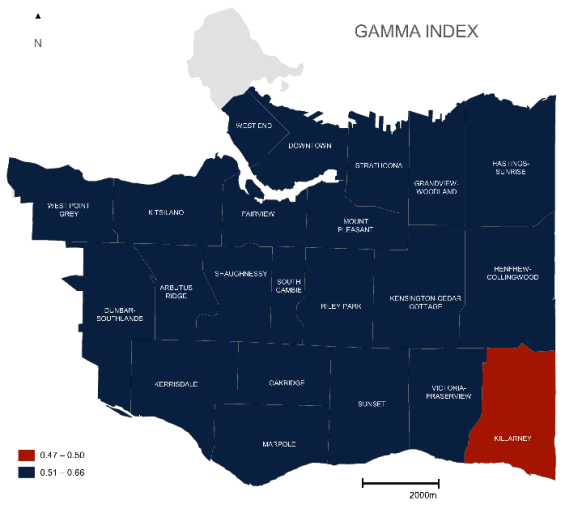 GAMMA INDEX
N
WEST END
DOWNTOWN
STRATHCONA
GRANDVIEW-
WOODLAND
HASTINGS-
SUNRISE
WEST POINT
GREY
KITSILANO
FAIRVIEW
MOUNT
PLEASANT
DUNBAR-
SOUTHLANDS
ARBUTUS
RIDGE
SHAUGHNESSY
SOUTH
CAMBIE
RILEY PARK
KENSINGTON-CEDAR
COTTAGE
RENFREW-
COLLINGWOOD
KERRISDALE
OAKRIDGE
SUNSET
VICTORIA-
FRASERVIEW
KILLARNEY
MARPOLE
0.47 – 0.50
0.51 – 0.66
2000m